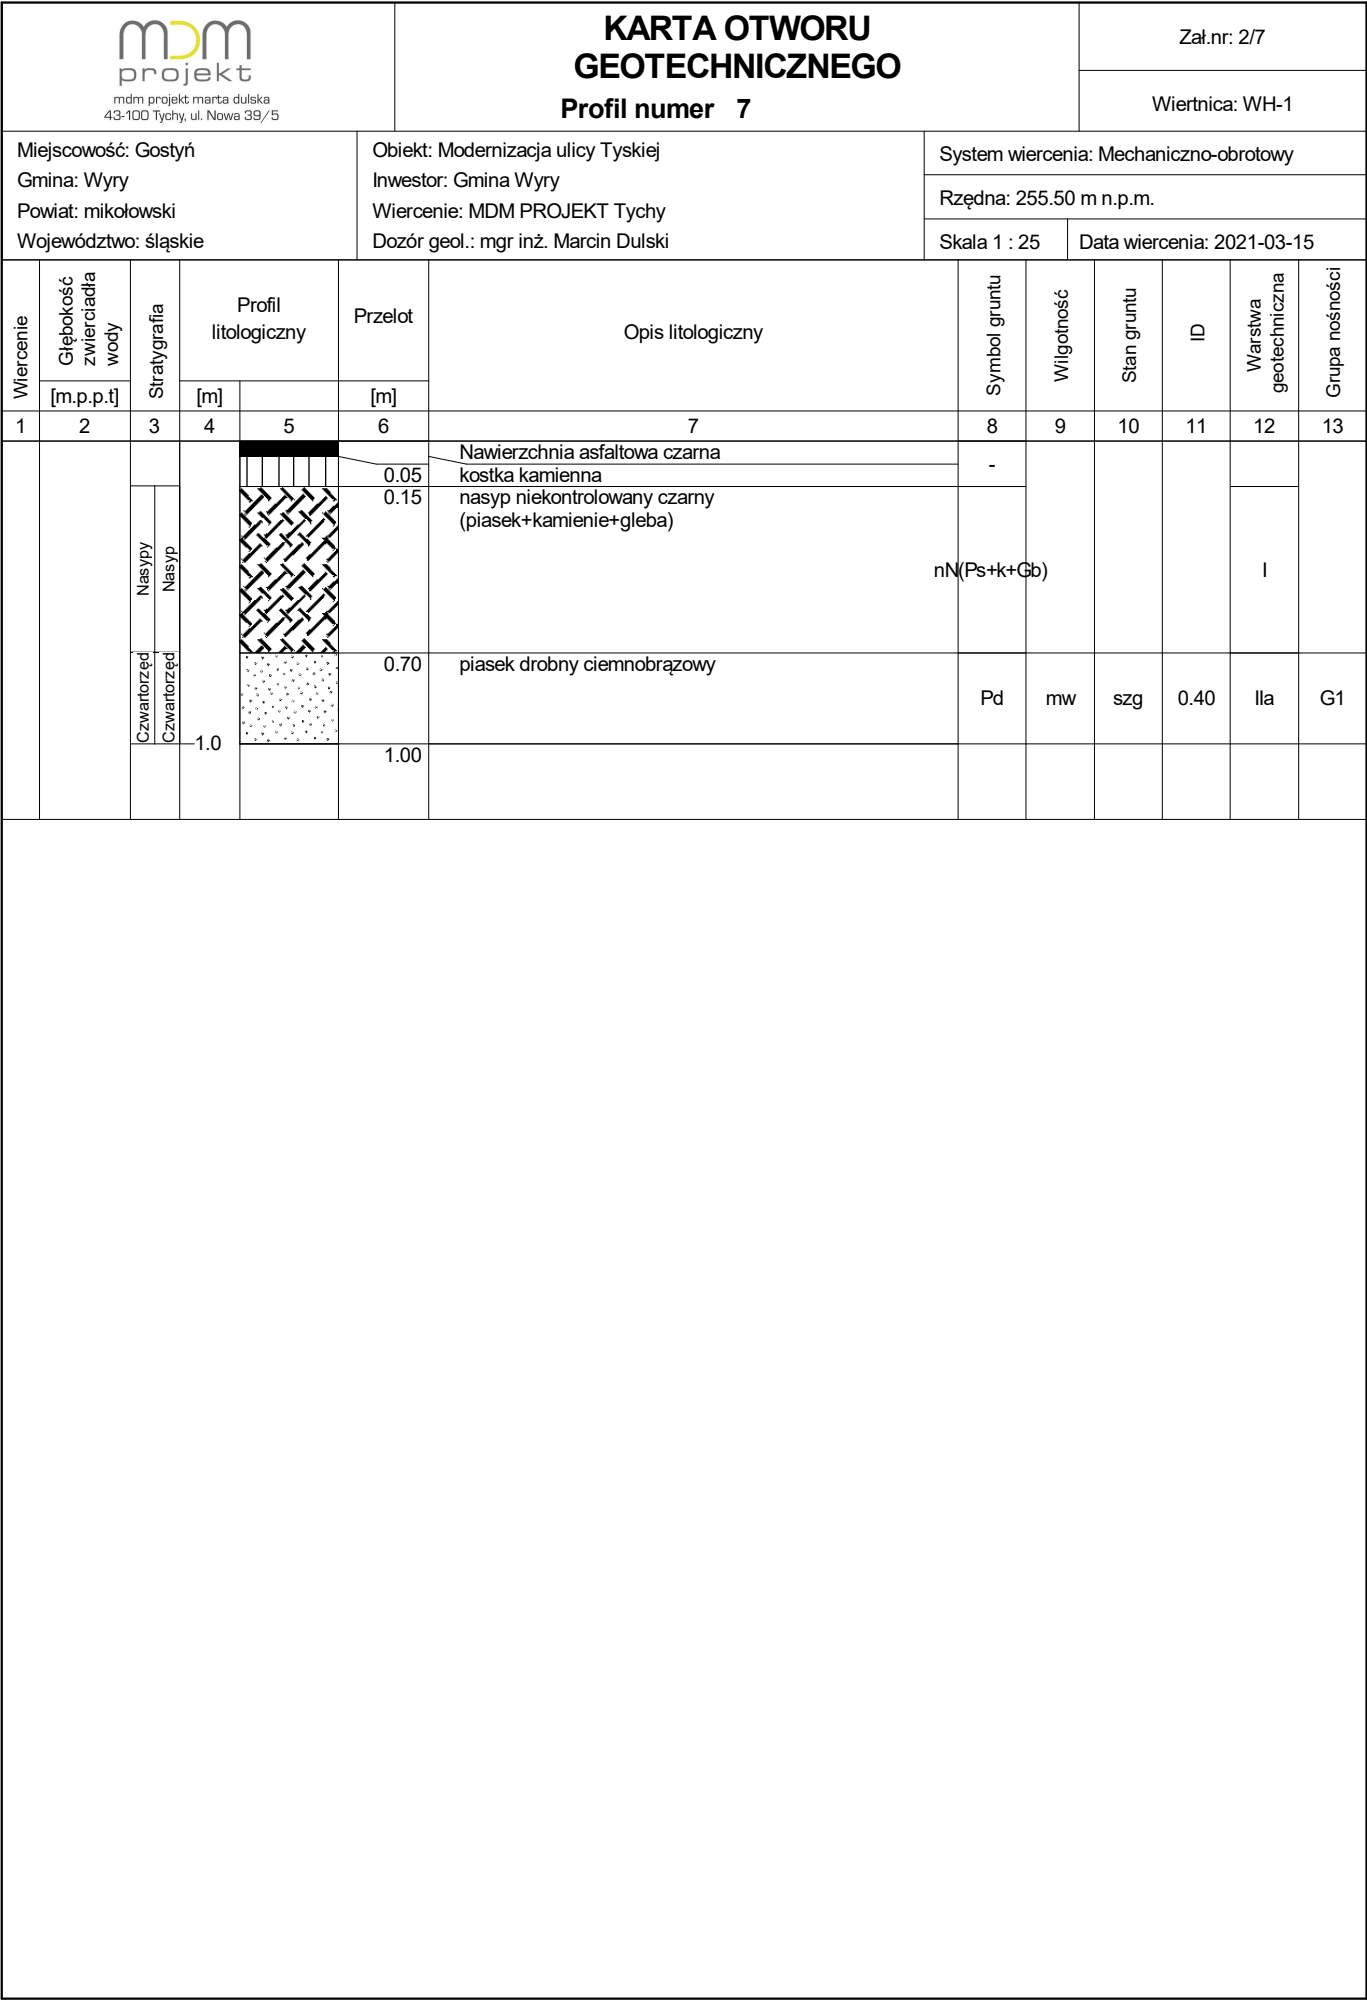 mdm
projekt
mdm projekt marta dulska
43-100 Tychy, ul. Nowa 39/5
KARTA OTWORU
GEOTECHNICZNEGO
Profil numer 7
Zał.nr: 2/7
Wiertnica: WH-1
Miejscowość: Gostyń
Gmina: Wyry
Powiat: mikołowski
Województwo: śląskie
Obiekt: Modernizacja ulicy Tyskiej
Inwestor: Gmina Wyry
Wiercenie: MDM PROJEKT Tychy
Dozór geol.: mgr inż. Marcin Dulski
System wiercenia: Mechaniczno-obrotowy
Rzędna: 255.50 m n.p.m.
Skala 1 : 25
Data wiercenia: 2021-03-15
Wiercenie
Głębokość
zwierciadła
wody
[m.p.p.t]
Stratygrafia
Profil
litologiczny
[m]
Przelot
[m]
Opis litologiczny
Symbol gruntu
Wilgotność
Stan gruntu
ID
Warstwa
geotechniczna
Grupa nośności
1 2 3 4 5 6 7 8 9 10 11 12 13
Nawierzchnia asfaltowa czarna
-
0.05 kostka kamienna
0.15 nasyp niekontrolowany czarny
(piasek+kamienie+gleba)
Nasypy
Nasyp
nN(Ps+k+Gb)
I
0.70 piasek drobny ciemnobrązowy
Czwartorzęd
Czwartorzęd
Pd mw szg 0.40 IIa G1
1.0
1.00